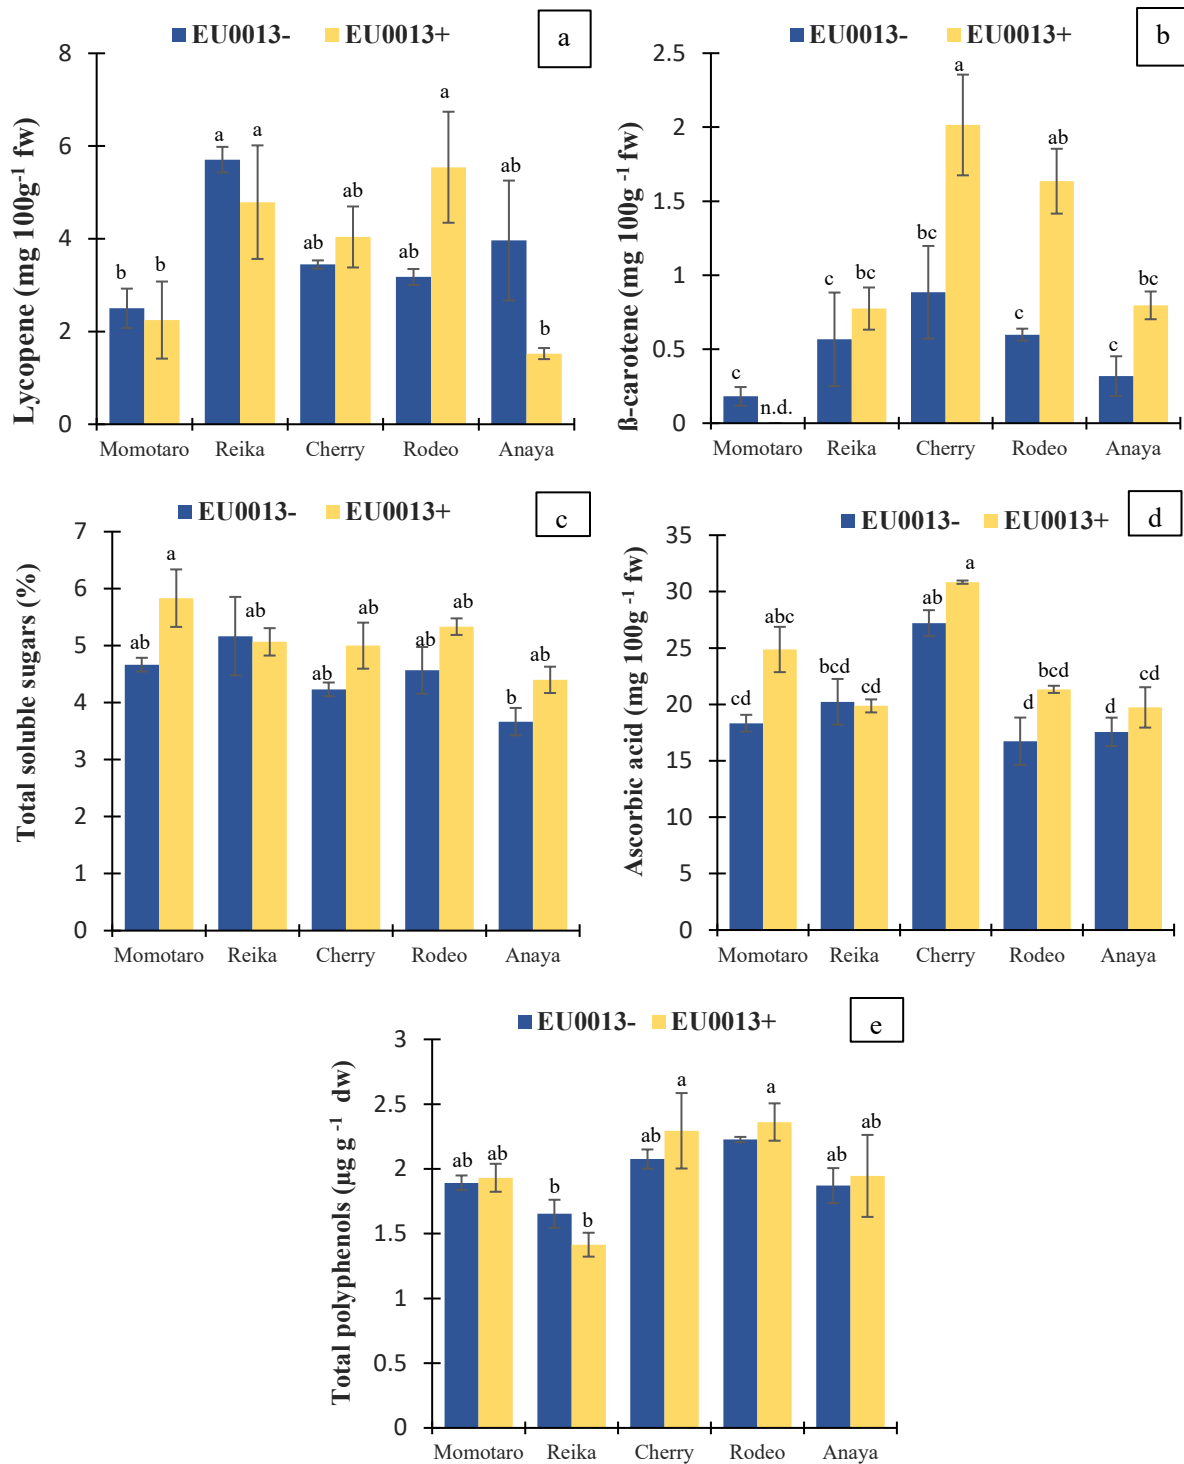 EU0013- EU0013+
a
Lycopene (mg 100g-1 fw)
8
6
4
2
0
b
b
a
a
ab
ab
ab
a
ab
b
Momotaro Reika Cherry Rodeo Anaya
EU0013- EU0013+
b
ß-carotene (mg 100g -1 fw)
2.5
2
1.5
1
0.5
0
c
n.d.
c
bc
bc
a
c
ab
c
bc
Momotaro Reika Cherry Rodeo Anaya
EU0013- EU0013+
c
Total soluble sugars (%)
7
6
5
4
3
2
1
0
ab
a
ab
ab
ab
ab
ab
b
ab
Momotaro Reika Cherry Rodeo Anaya
EU0013- EU0013+
d
Ascorbic acid (mg 100g -1 fw)
35
30
25
20
15
10
5
0
cd
abc
bcd
cd
ab
a
d
bcd
d
cd
Momotaro Reika Cherry Rodeo Anaya
EU0013- EU0013+
e
Total polyphenols (µg g -1 dw)
3
2.5
2
1.5
1
0.5
0
ab
ab
b
b
ab
a
a
ab
ab
Momotaro Reika Cherry Rodeo Anaya